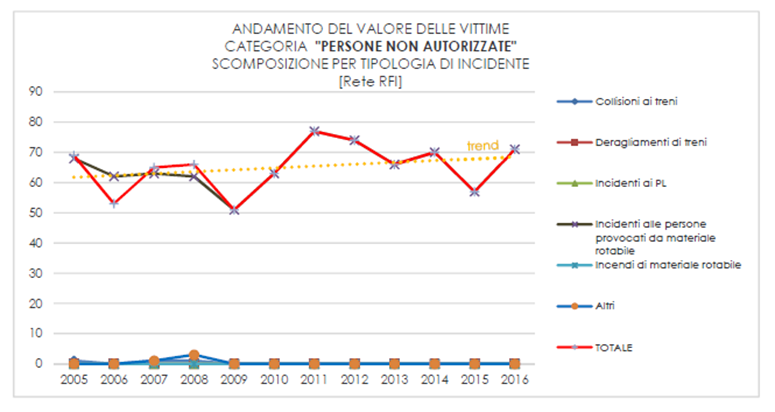 ANDAMENTO DEL VALORE DELLE VITTIME
CATEGORIA "PERSONE NON AUTORIZZATE"
SCOMPOSIZIONE PER TIPOLOGIA DI INCIDENTE
[Rete RFI]
90
80
70
60
50
40
30
20
10
0
trend
2005 2006 2007 2008 2009 2010 2011 2012 2013 2014 2015 2016
Collisioni ai treni
Deragliamenti di treni
Incidenti ai PL
Incidenti alle persone
provocati da materiale
rotabile
Incendi di materiale rotabile
Altri
TOTALE